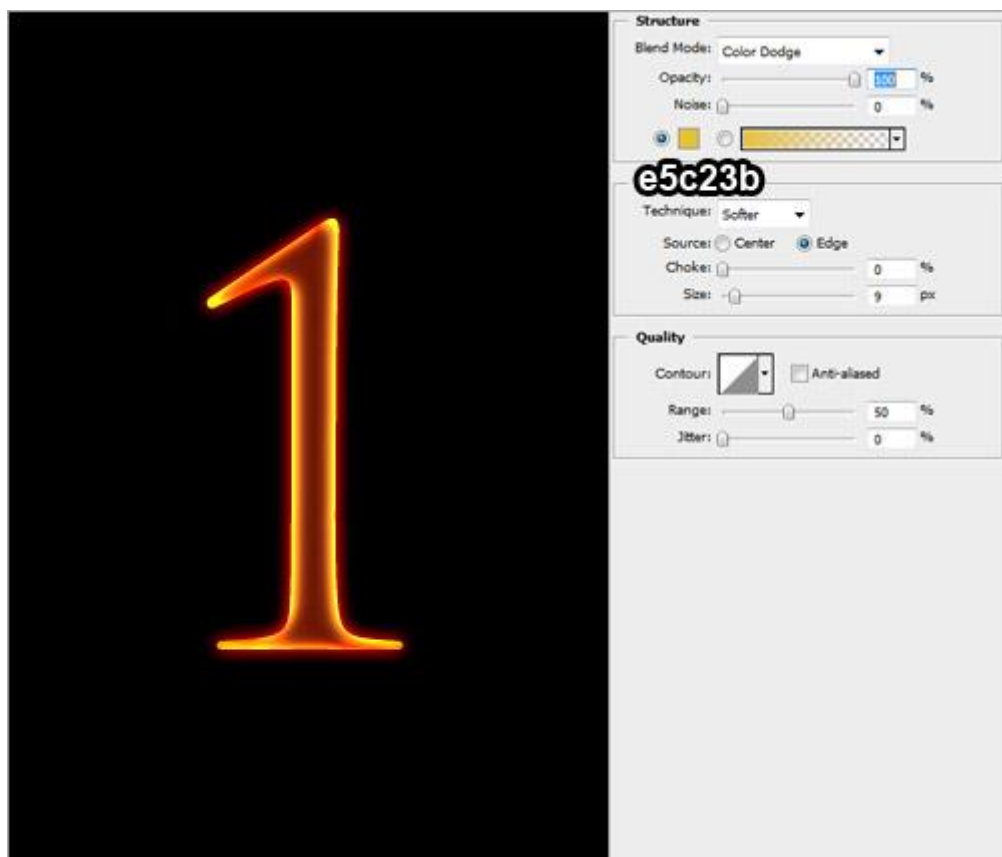 1
Structure
Blend Mode: Color Dodge
Opacity: 100 %
Noise: 0 %
e5c23b
Technique: Softer
Source: Center Edge
Choke: 0 %
Size: 9 px
Quality
Contour: Anti-aliased
Range: 50 %
Jitter: 0 %